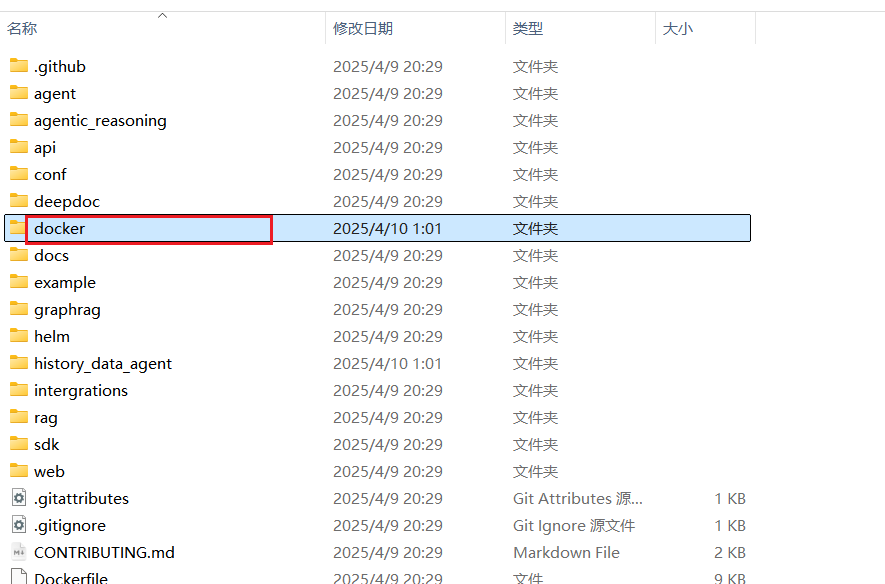 名称 修改日期 类型 大小
.github 2025/4/9 20:29 文件夹
agent 2025/4/9 20:29 文件夹
agentic_reasoning 2025/4/9 20:29 文件夹
api 2025/4/9 20:29 文件夹
conf 2025/4/9 20:29 文件夹
deepdoc 2025/4/9 20:29 文件夹
docker 2025/4/10 1:01 文件夹
docs 2025/4/9 20:29 文件夹
example 2025/4/9 20:29 文件夹
graphrag 2025/4/9 20:29 文件夹
helm 2025/4/9 20:29 文件夹
history_data_agent 2025/4/10 1:01 文件夹
intergrations 2025/4/9 20:29 文件夹
rag 2025/4/9 20:29 文件夹
sdk 2025/4/9 20:29 文件夹
web 2025/4/9 20:29 文件夹
.gitattributes 2025/4/9 20:29 Git Attributes 源... 1 KB
.gitignore 2025/4/9 20:29 Git Ignore 源文件 1 KB
CONTRIBUTING.md 2025/4/9 20:29 Markdown File 2 KB
Dockerfile 2025/4/9 20:29 文件 9 KB